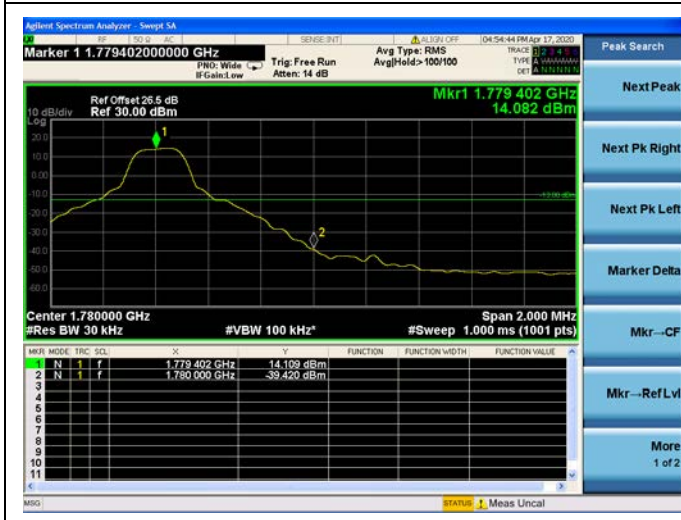 Agilent Spectrum Analyzer - Swept SA
RF 50 Ω AC SENSE:INT ALIGN OFF 04:54:44 PM Apr 17, 2020
Marker 1 1.779402000000 GHz
PNO: Wide Trig: Free Run Avg Type: RMS TRACE 1 2 3 4 5 6
IFGain:Low Atten: 14 dB Avg|Hold>100/100 TYPE A
DET A N N N N N
Peak Search
Ref Offset 26.5 dB Mkr1 1.779 402 GHz
10 dB/div Ref 30.00 dBm 14.082 dBm
Log
20.0
10.0
0.00
-10.0
-13.00 dBm
-20.0
-30.0
-40.0
-50.0
-60.0
1
2
Center 1.780000 GHz Span 2.000 MHz
#Res BW 30 kHz #VBW 100 kHz* #Sweep 1.000 ms (1001 pts)
MKR MODE TRC SCL X Y FUNCTION FUNCTION WIDTH FUNCTION VALUE
1 N 1 f 1.779 402 GHz 14.109 dBm
2 N 1 f 1.780 000 GHz -39.420 dBm
3
4
5
6
7
8
9
10
11
Next Peak
Next Pk Right
Next Pk Left
Marker Delta
Mkr→CF
Mkr→Ref Lvl
More
1 of 2
MSG STATUS Meas Uncal